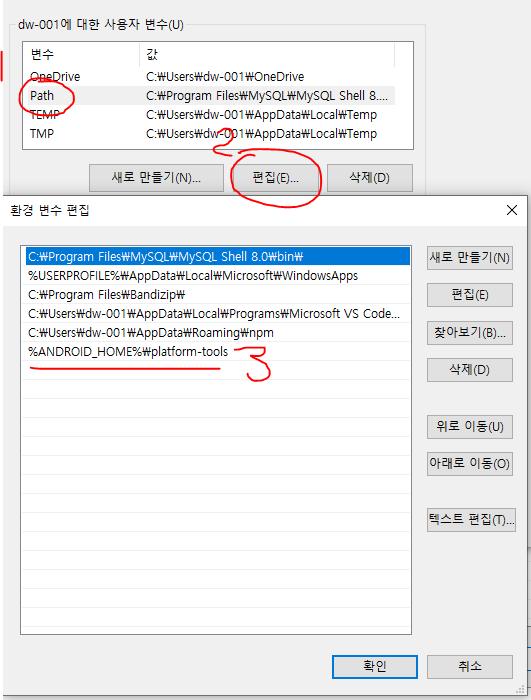 dw-001에 대한 사용자 변수(U)
변수 값
OneDrive C:₩Users₩dw-001₩OneDrive
Path C:₩Program Files₩MySQL₩MySQL Shell 8....
TEMP C:₩Users₩dw-001₩AppData₩Local₩Temp
TMP C:₩Users₩dw-001₩AppData₩Local₩Temp
2
새로 만들기(N)... 편집(E)... 삭제(D)
환경 변수 편집
C:₩Program Files₩MySQL₩MySQL Shell 8.0₩bin₩
%USERPROFILE%₩AppData₩Local₩Microsoft₩WindowsApps
C:₩Program Files₩Bandizip₩
C:₩Users₩dw-001₩AppData₩Local₩Programs₩Microsoft VS Code...
C:₩Users₩dw-001₩AppData₩Roaming₩npm
%ANDROID_HOME%₩platform-tools
3
새로 만들기(N)
편집(E)
찾아보기(B)...
삭제(D)
위로 이동(U)
아래로 이동(O)
텍스트 편집(T)...
확인 취소